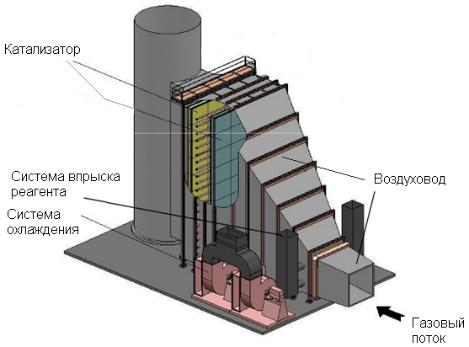 Катализатор
Система впрыска
реагента
Система
охлаждения
Воздуховод
Газовый
поток